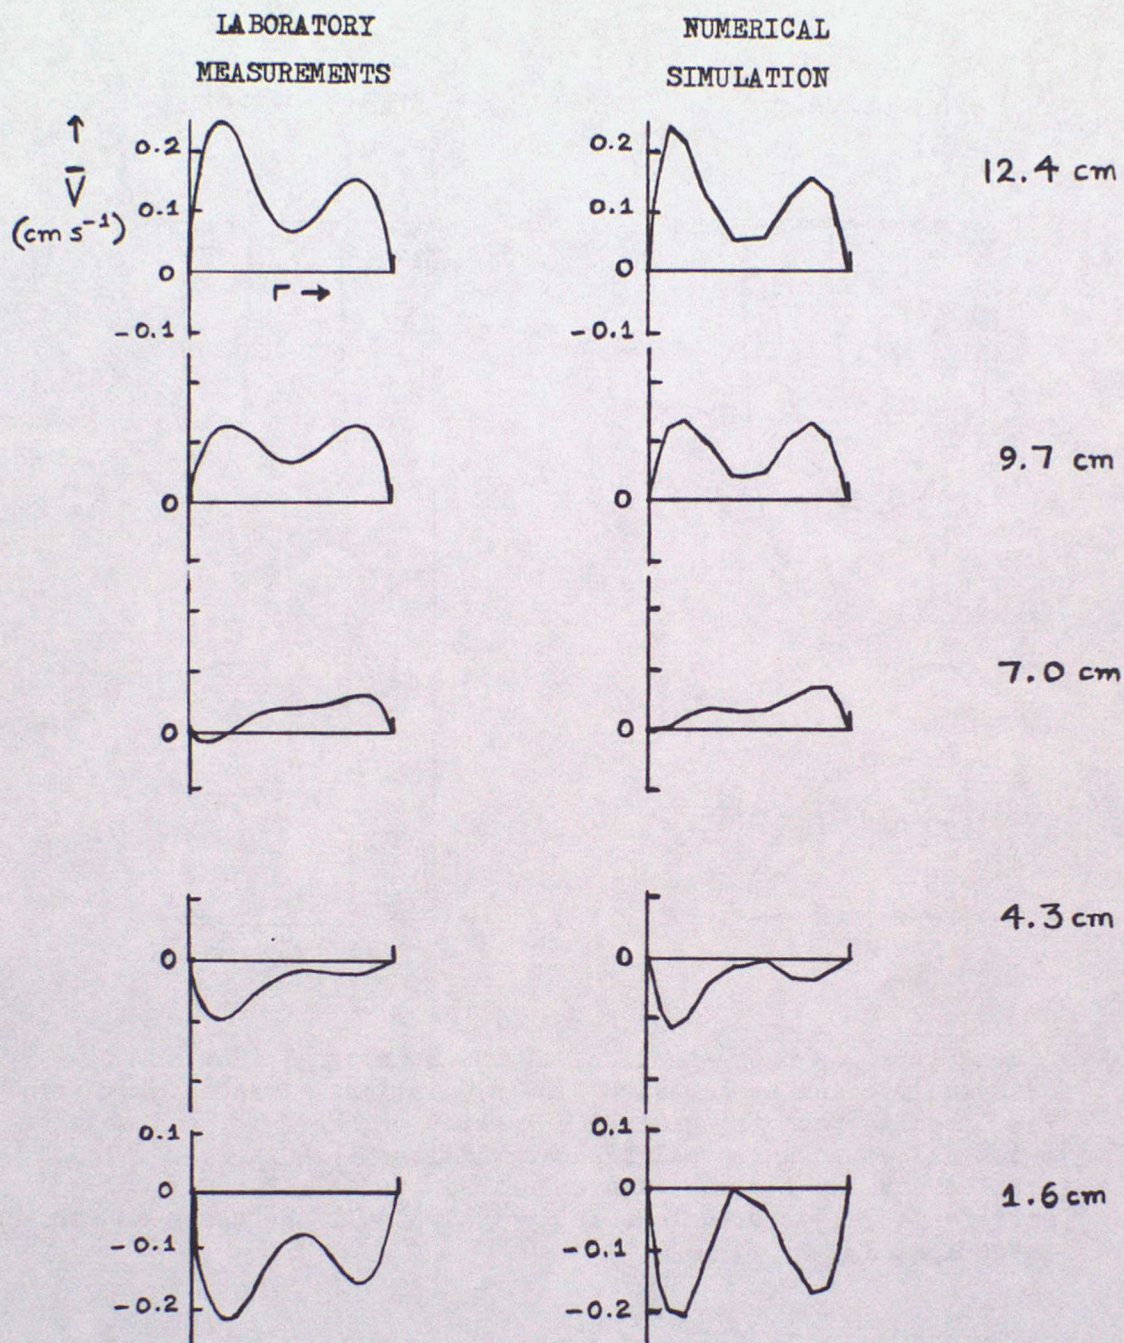 LABORATORY
MEASUREMENTS
NUMERICAL
SIMULATION
↑
V̄
(cm s⁻¹)
0.2
0.1
0
-0.1
r →
0.2
0.1
0
-0.1
12.4 cm
0
0
9.7 cm
0
0
7.0 cm
0
0
4.3 cm
0.1
0
-0.1
-0.2
0.1
0
-0.1
-0.2
1.6 cm